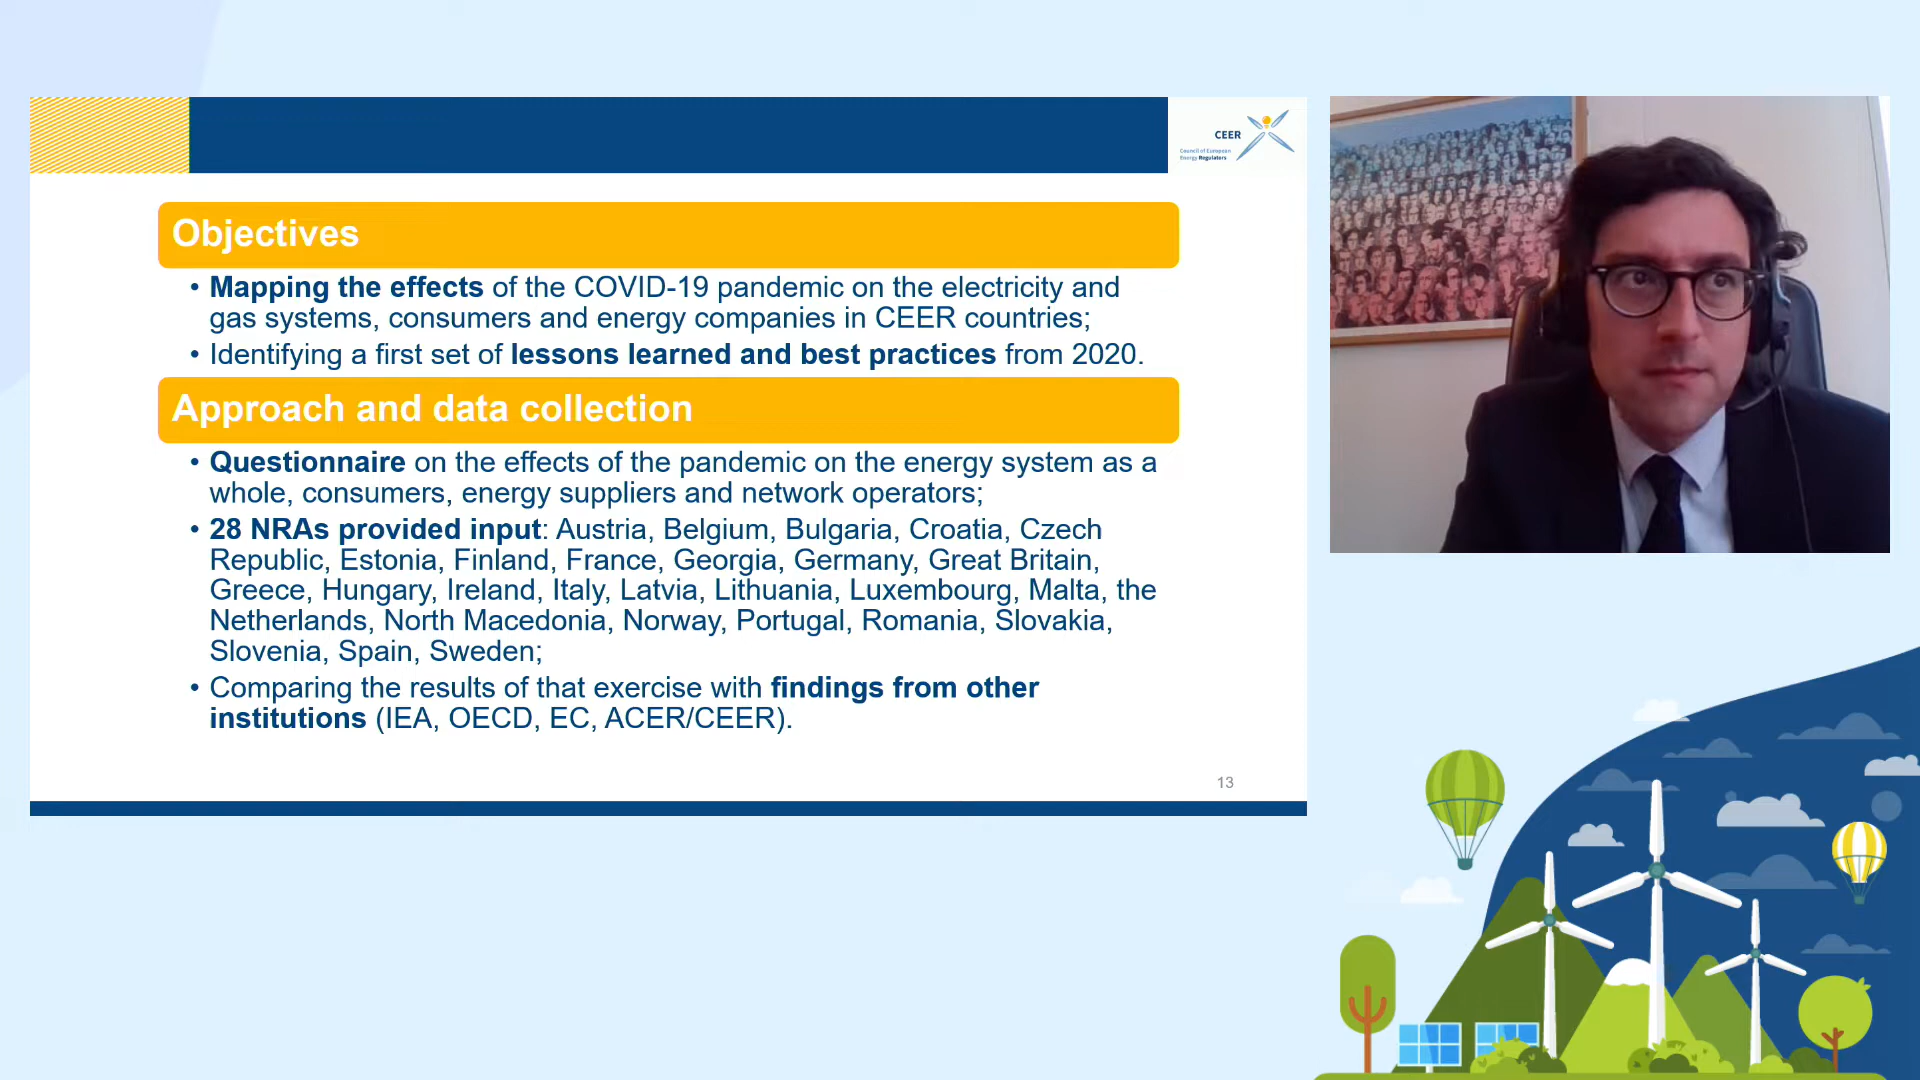 CEER
Council of European
Energy Regulators
Objectives
• Mapping the effects of the COVID-19 pandemic on the electricity and
gas systems, consumers and energy companies in CEER countries;
• Identifying a first set of lessons learned and best practices from 2020.
Approach and data collection
• Questionnaire on the effects of the pandemic on the energy system as a
whole, consumers, energy suppliers and network operators;
• 28 NRAs provided input: Austria, Belgium, Bulgaria, Croatia, Czech
Republic, Estonia, Finland, France, Georgia, Germany, Great Britain,
Greece, Hungary, Ireland, Italy, Latvia, Lithuania, Luxembourg, Malta, the
Netherlands, North Macedonia, Norway, Portugal, Romania, Slovakia,
Slovenia, Spain, Sweden;
• Comparing the results of that exercise with findings from other
institutions (IEA, OECD, EC, ACER/CEER).
13